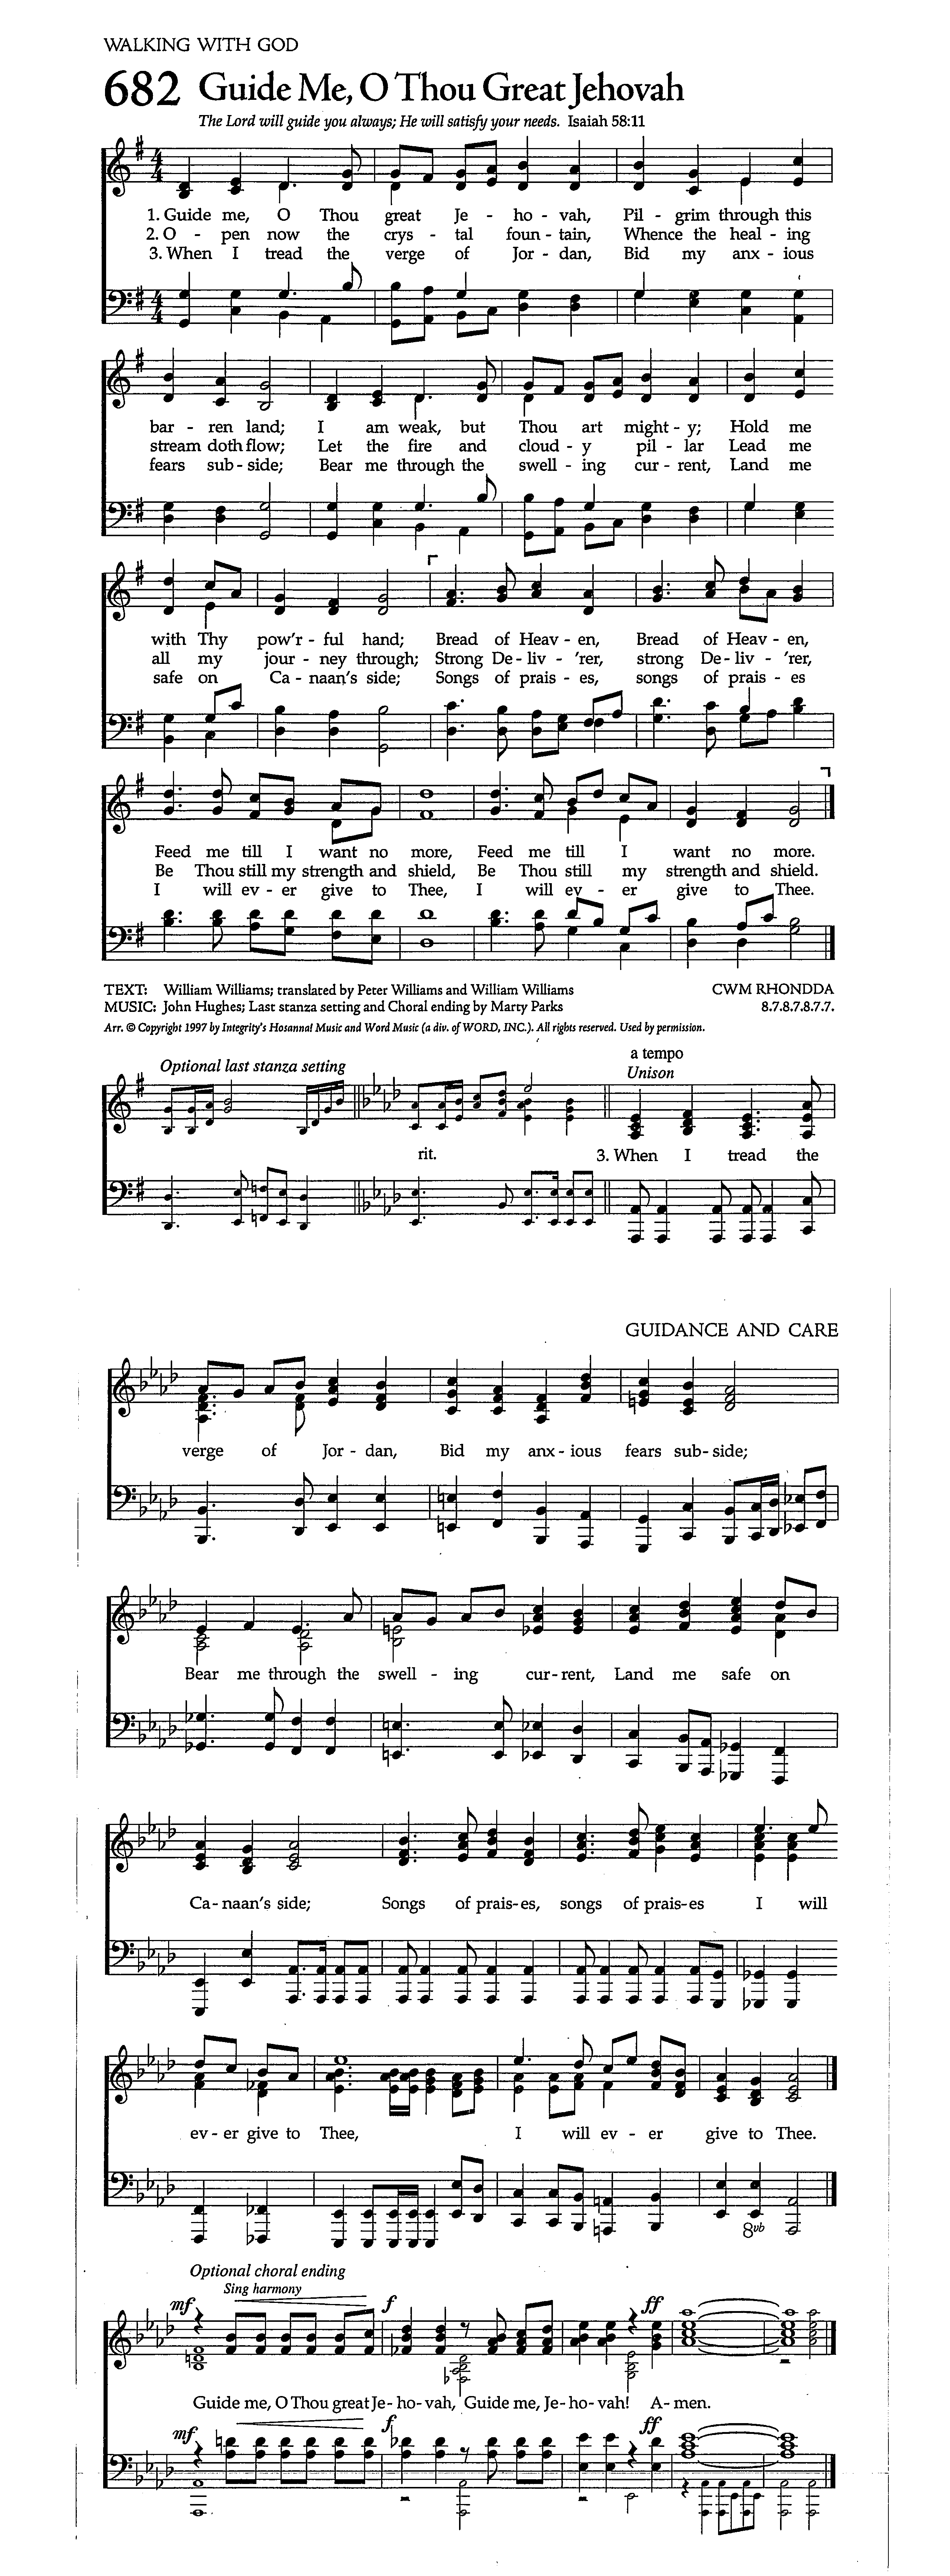 WALKING WITH GOD
682 Guide Me, O Thou Great Jehovah
The Lord will guide you always; He will satisfy your needs. Isaiah 58:11
1. Guide me, O Thou great Je - ho - vah, Pil - grim through this
2. O - pen now the crys - tal foun - tain, Whence the heal - ing
3. When I tread the verge of Jor - dan, Bid my anx - ious
bar - ren land; I am weak, but Thou art might - y; Hold me
stream doth flow; Let the fire and cloud - y pil - lar Lead me
fears sub - side; Bear me through the swell - ing cur - rent, Land me
with Thy pow'r - ful hand; Bread of Heav - en, Bread of Heav - en,
all my jour - ney through; Strong De - liv - 'rer, strong De - liv - 'rer,
safe on Ca - naan's side; Songs of prais - es, songs of prais - es
Feed me till I want no more, Feed me till I want no more.
Be Thou still my strength and shield, Be Thou still my strength and shield.
I will ev - er give to Thee, I will ev - er give to Thee.
TEXT: William Williams; translated by Peter Williams and William Williams CWM RHONDDA
MUSIC: John Hughes; Last stanza setting and Choral ending by Marty Parks 8.7.8.7.8.7.7.
Arr. © Copyright 1997 by Integrity's Hosanna! Music and Word Music (a div. of WORD, INC.). All rights reserved. Used by permission.
a tempo
Optional last stanza setting Unison
rit. 3. When I tread the
GUIDANCE AND CARE
verge of Jor - dan, Bid my anx - ious fears sub - side;
Bear me through the swell - ing cur - rent, Land me safe on
Ca - naan's side; Songs of prais - es, songs of prais - es I will
ev - er give to Thee, I will ev - er give to Thee.
8vb
Optional choral ending
Sing harmony
mf f ff
Guide me, O Thou great Je - ho - vah, Guide me, Je - ho - vah! A - men.
mf f ff